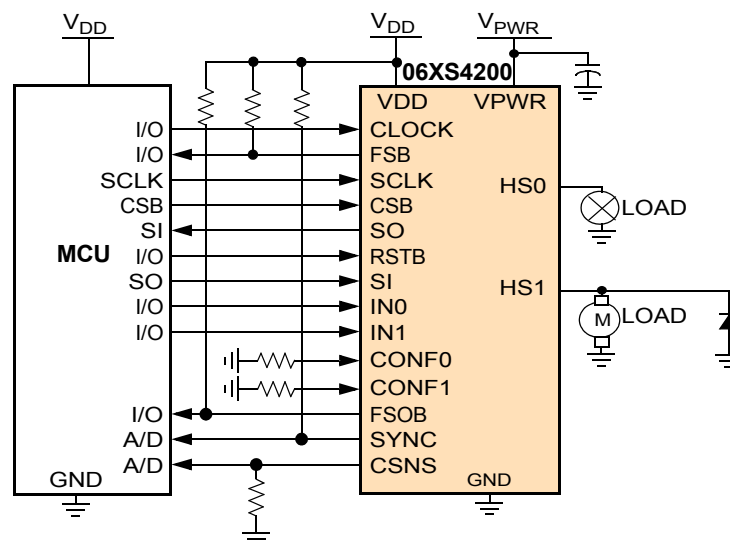 VDD VDD VPWR
06XS4200
VDD VPWR
I/O CLOCK
I/O FSB
SCLK SCLK
CSB CSB
HS0
LOAD
SI SO
MCU
I/O RSTB
SO SI
HS1
I/O IN0
M LOAD
I/O IN1
CONF0
CONF1
I/O FSOB
A/D SYNC
A/D CSNS
GND GND